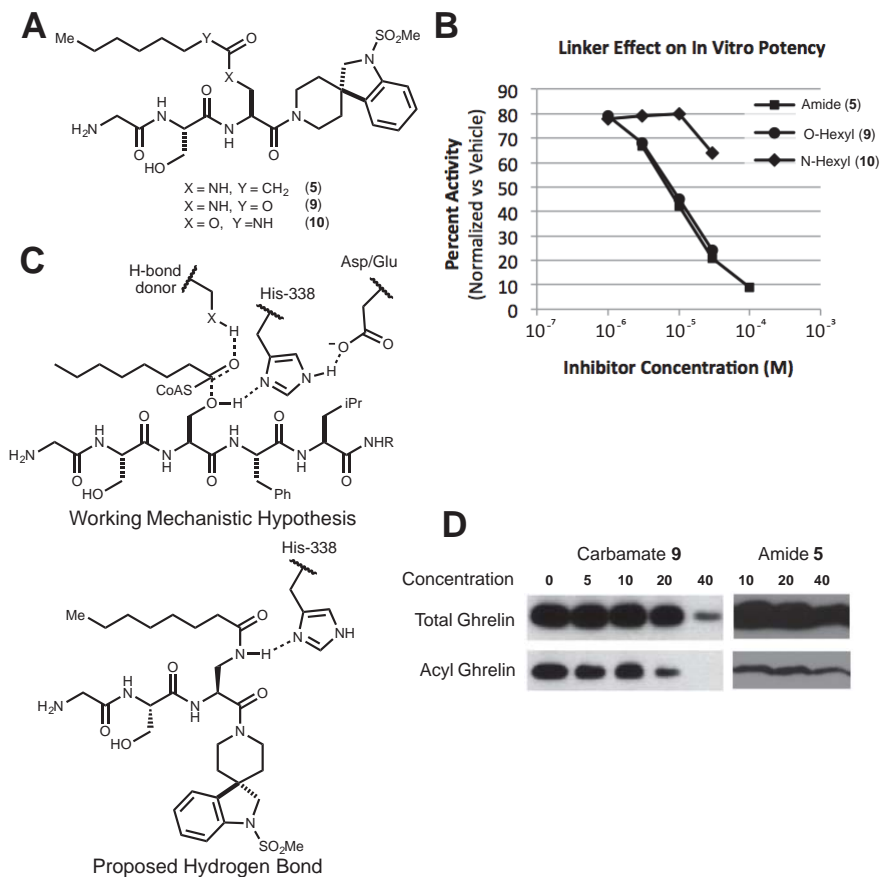 A
Me
Y
O
X
SO₂Me
N
H
N
O
N
H₂N
O
N
H
O
HO
X = NH, Y = CH₂ (5)
X = NH, Y = O (9)
X = O, Y =NH (10)
B
Linker Effect on In Vitro Potency
Percent Activity
(Normalized vs Vehicle)
90
80
70
60
50
40
30
20
10
0
10⁻⁷
10⁻⁶
10⁻⁵
10⁻⁴
10⁻³
Inhibitor Concentration (M)
Amide (5)
O-Hexyl (9)
N-Hexyl (10)
C
H-bond
donor
X
H
His-338
Asp/Glu
O
CoAS
O
H
N
N
H
⁻O
O
iPr
H
N
O
H
N
O
H
N
O
NHR
H₂N
O
N
H
O
N
H
O
HO
Ph
Working Mechanistic Hypothesis
His-338
Me
O
N
H
N
NH
H₂N
O
H
N
O
N
H
O
HO
N
N
SO₂Me
Proposed Hydrogen Bond
D
Carbamate 9
Amide 5
Concentration 0 5 10 20 40 10 20 40
Total Ghrelin
Acyl Ghrelin